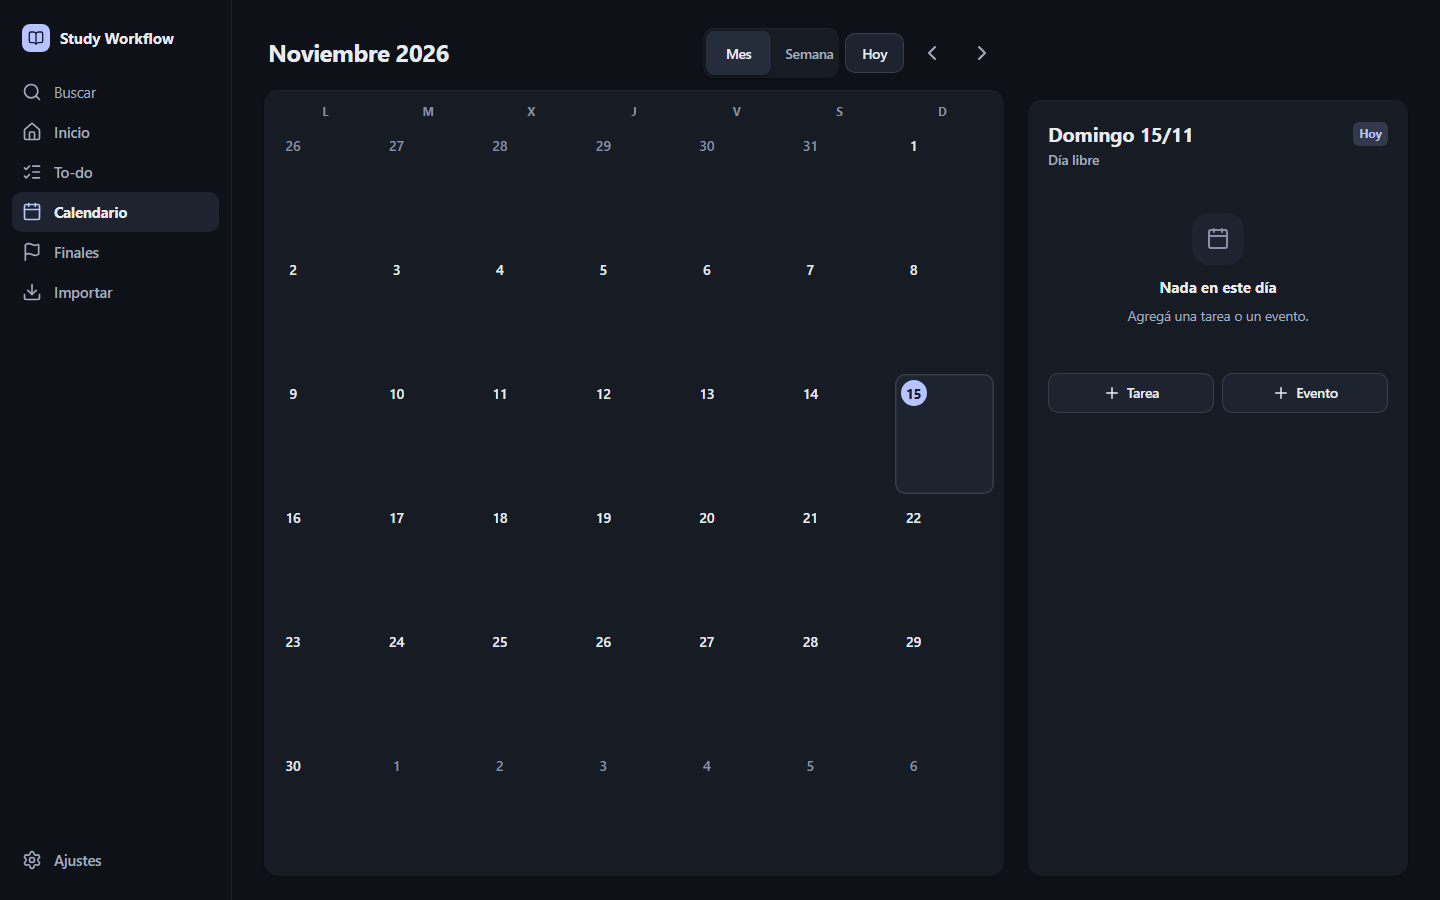 Study Workflow
Buscar
Inicio
To-do
Calendario
Finales
Importar
Ajustes
Noviembre 2026
Mes Semana Hoy
L M X J V S D
26 27 28 29 30 31 1
2 3 4 5 6 7 8
9 10 11 12 13 14 15
16 17 18 19 20 21 22
23 24 25 26 27 28 29
30 1 2 3 4 5 6
Domingo 15/11 Hoy
Día libre
Nada en este día
Agregá una tarea o un evento.
+ Tarea + Evento